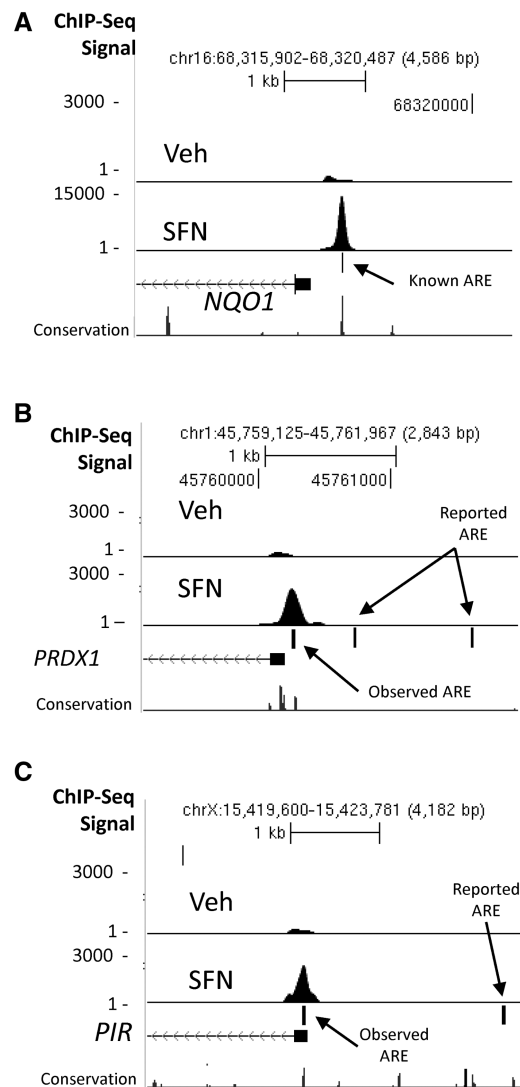 A
ChIP-Seq
Signal
chr16:68,315,902-68,320,487 (4,586 bp)
1 kb
3000 -
68320000
Veh
1 -
15000 -
SFN
1 -
Known ARE
NQO1
Conservation
B
ChIP-Seq
Signal
chr1:45,759,125-45,761,967 (2,843 bp)
1 kb
45760000
45761000
3000 -
Veh
Reported
ARE
1 -
3000 -
SFN
1 –
PRDX1
Observed ARE
Conservation
C
ChIP-Seq
Signal
chrX:15,419,600-15,423,781 (4,182 bp)
1 kb
3000 -
Veh
Reported
ARE
1 -
3000 -
SFN
1 -
PIR
Observed
ARE
Conservation